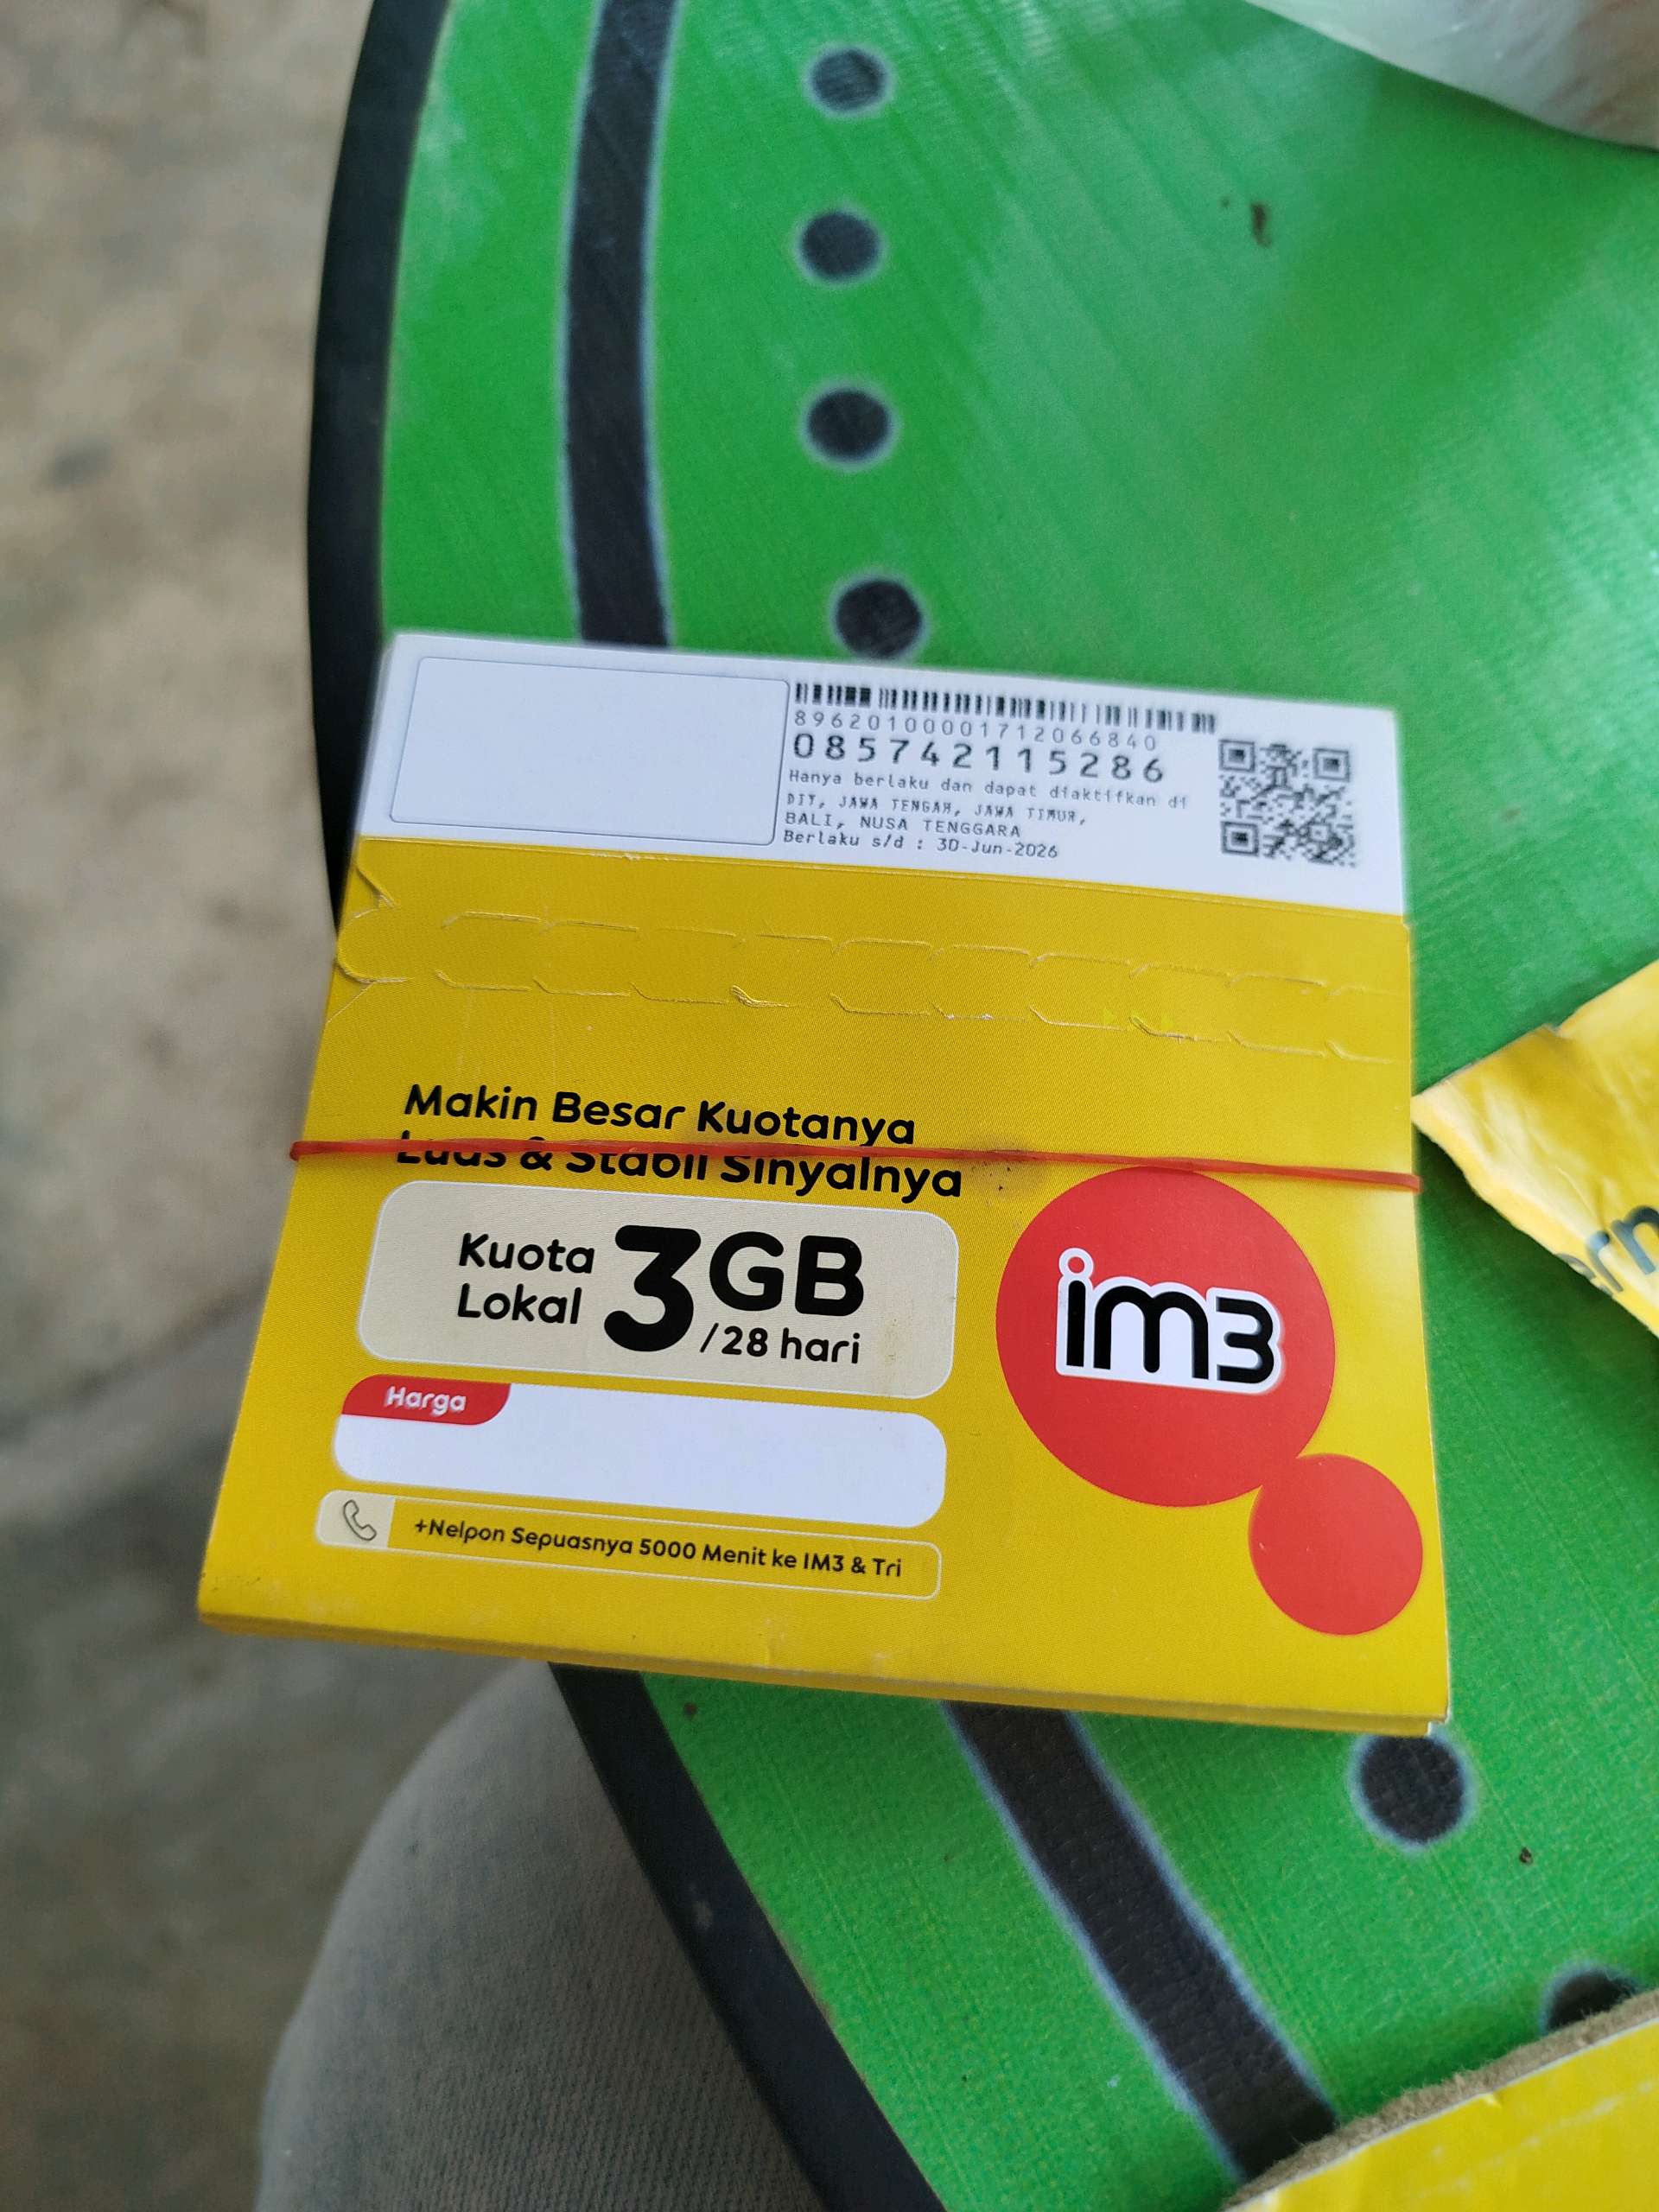 89620100001712066840
085742115286
Hanya berlaku dan dapat diaktifkan di
DIY, JAWA TENGAH, JAWA TIMUR,
BALI, NUSA TENGGARA
Berlaku s/d : 30-Jun-2026
Makin Besar Kuotanya
Luas & Stabil Sinyalnya
Kuota
Lokal
3GB
/28 hari
im3
Harga
+Nelpon Sepuasnya 5000 Menit ke IM3 & Tri